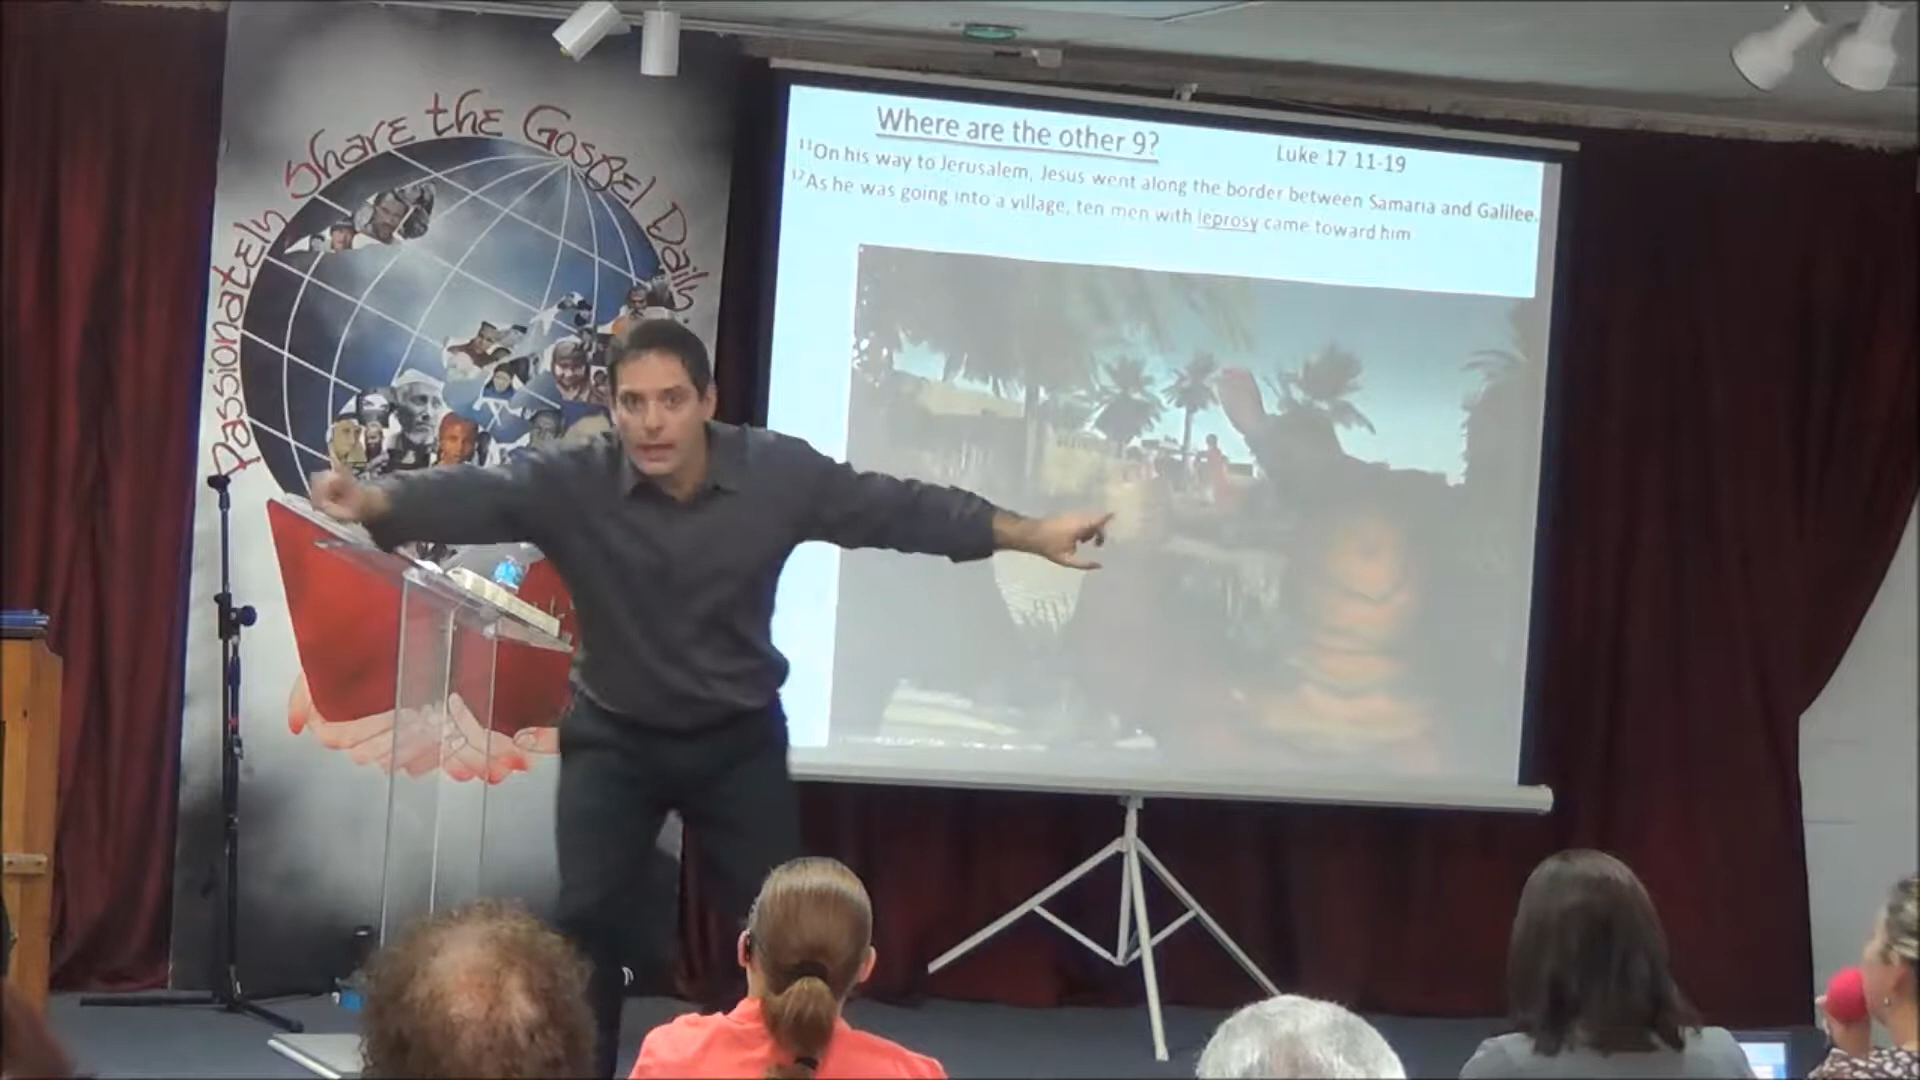 Passionately Share the Gospel Daily
Where are the other 9?
Luke 17 11-19
11On his way to Jerusalem, Jesus went along the border between Samaria and Galilee.
12As he was going into a village, ten men with leprosy came toward him